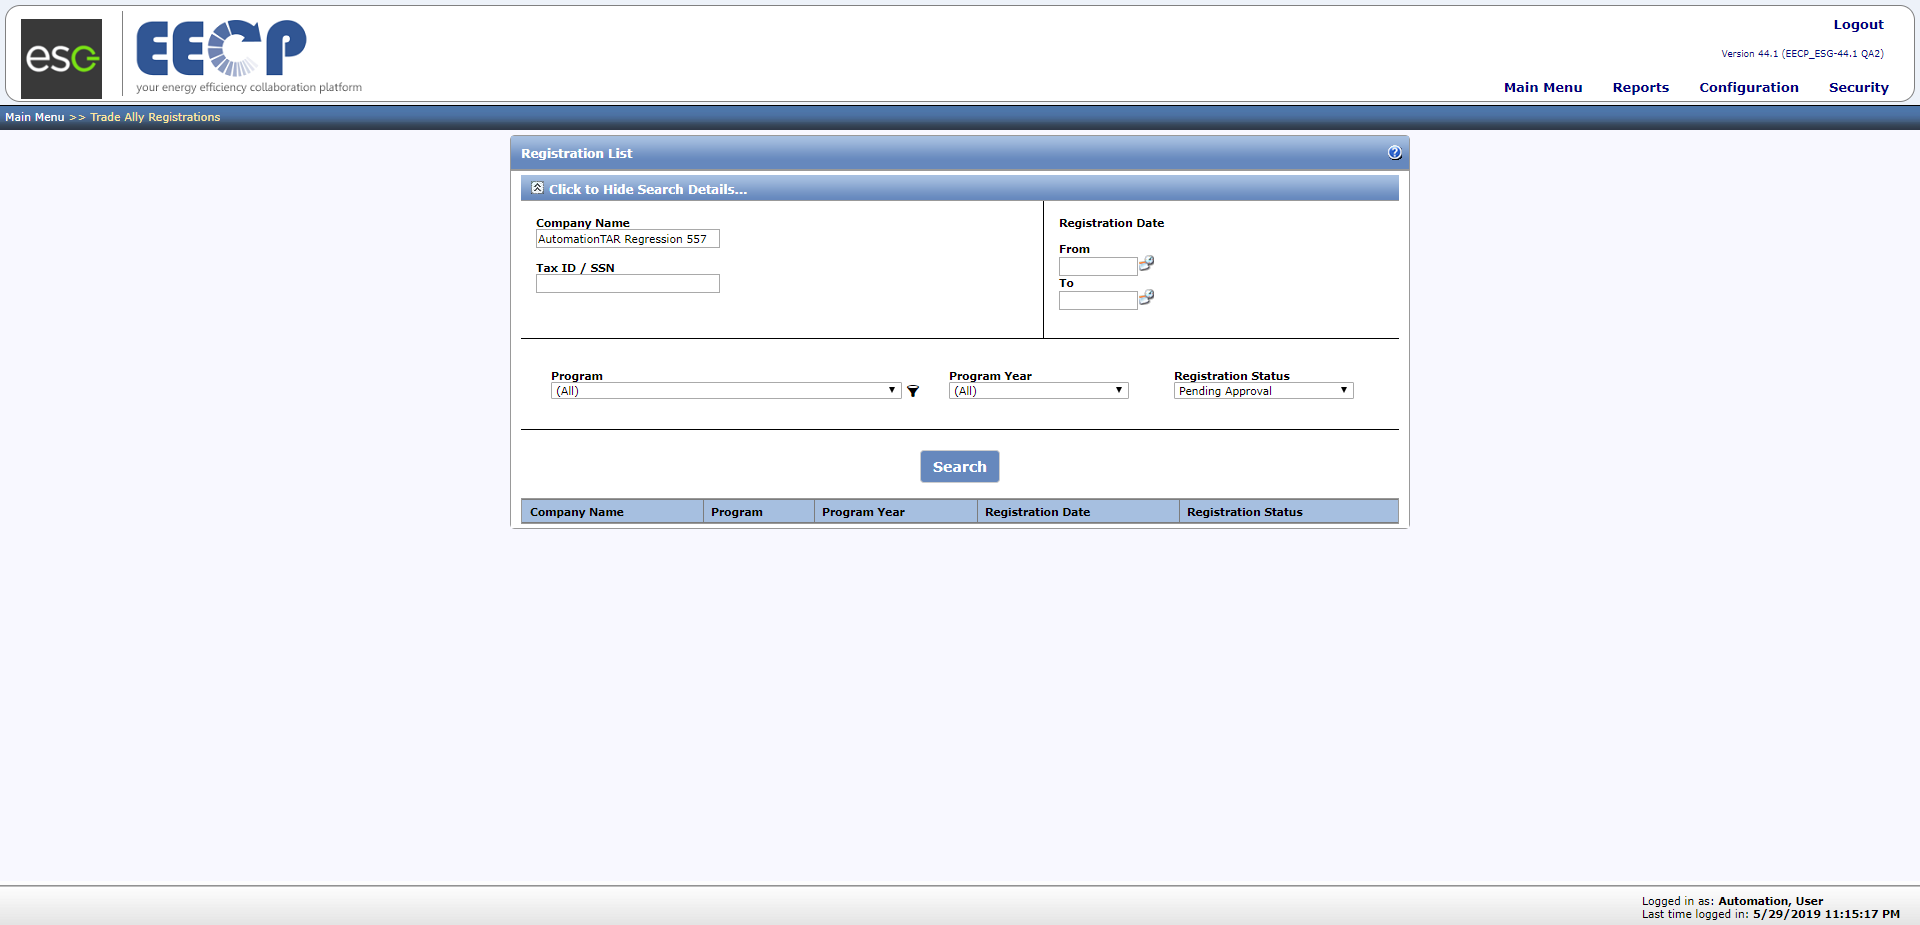 esc
EECP
your energy efficiency collaboration platform
Logout
Version 44.1 (EECP_ESG-44.1 QA2)
Main Menu Reports Configuration Security
Main Menu >> Trade Ally Registrations
Registration List
Click to Hide Search Details...
Company Name
AutomationTAR Regression 557
Tax ID / SSN
Registration Date
From
To
Program
(All)
Program Year
(All)
Registration Status
Pending Approval
Search
Company Name Program Program Year Registration Date Registration Status
Logged in as: Automation, User
Last time logged in: 5/29/2019 11:15:17 PM